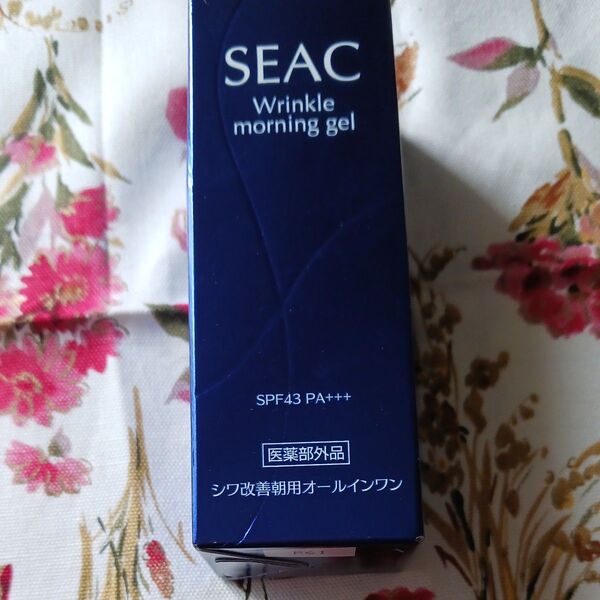 SEAC
Wrinkle
morning gel
SPF43 PA+++
医薬部外品
シワ改善朝用オールインワン